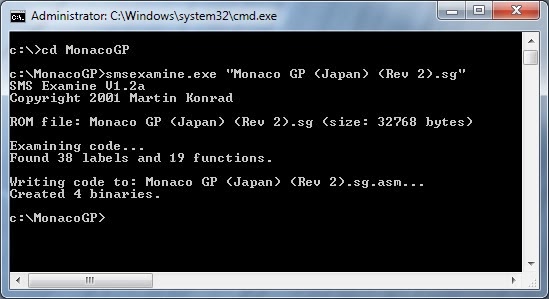 Administrator: C:\Windows\system32\cmd.exe
c:\>cd MonacoGP
c:\MonacoGP>smsexamine.exe "Monaco GP (Japan) (Rev 2).sg"
SMS Examine V1.2a
Copyright 2001 Martin Konrad
ROM file: Monaco GP (Japan) (Rev 2).sg (size: 32768 bytes)
Examining code...
Found 38 labels and 19 functions.
Writing code to: Monaco GP (Japan) (Rev 2).sg.asm...
Created 4 binaries.
c:\MonacoGP>